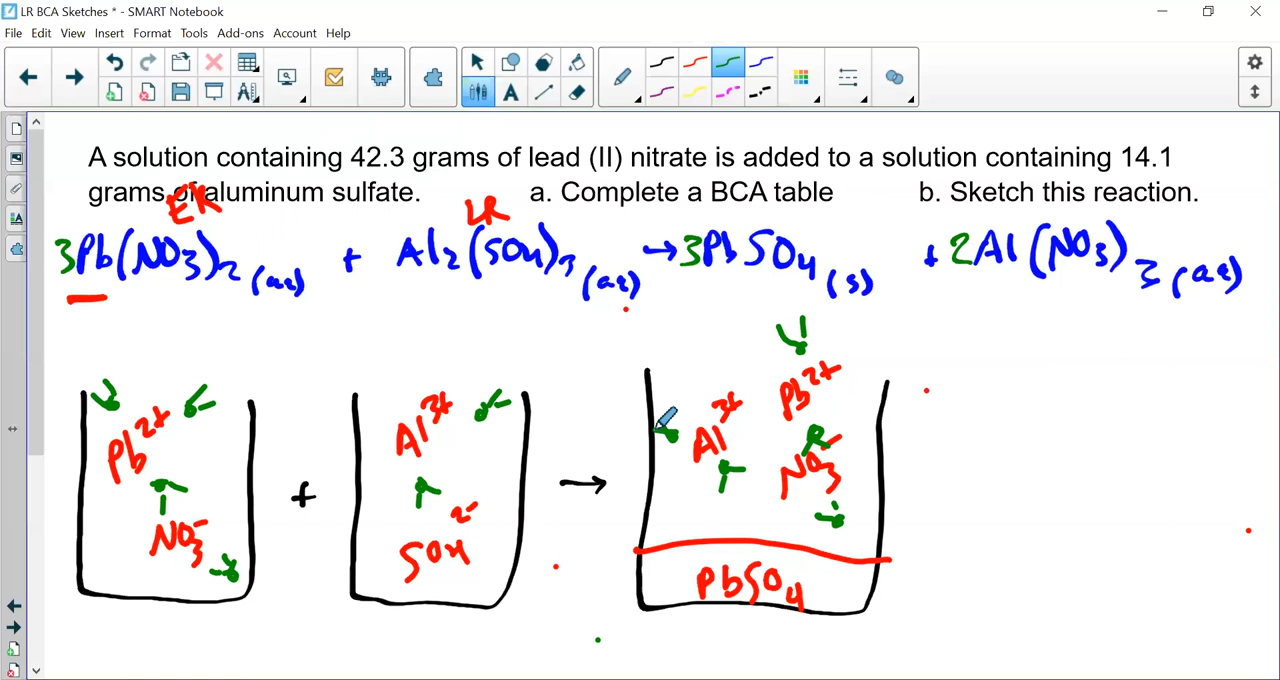 LR BCA Sketches * - SMART Notebook
File Edit View Insert Format Tools Add-ons Account Help
A solution containing 42.3 grams of lead (II) nitrate is added to a solution containing 14.1
grams of aluminum sulfate. a. Complete a BCA table b. Sketch this reaction.
ER LR
3Pb(NO3)2 (aq) + Al2(SO4)3 (aq) → 3PbSO4 (s) + 2Al(NO3)3 (aq)
Pb2+
NO3-
+
Al3+
SO4 2-
→
Pb2+
Al3+
NO3-
PbSO4